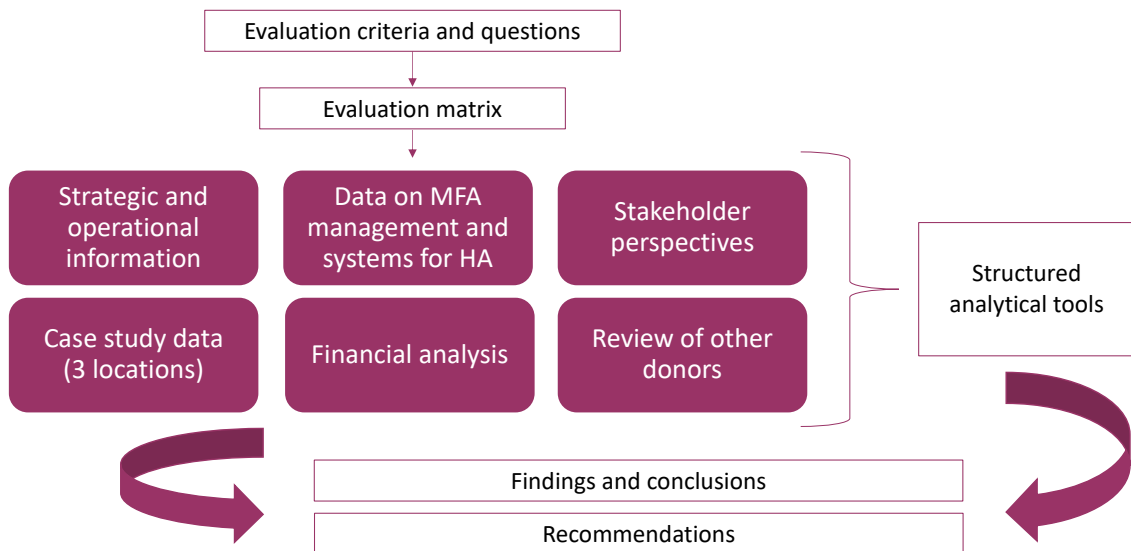 Evaluation criteria and questions
Evaluation matrix
Strategic and
operational
information
Data on MFA
management and
systems for HA
Stakeholder
perspectives
Case study data
(3 locations)
Financial analysis
Review of other
donors
Structured
analytical tools
Findings and conclusions
Recommendations